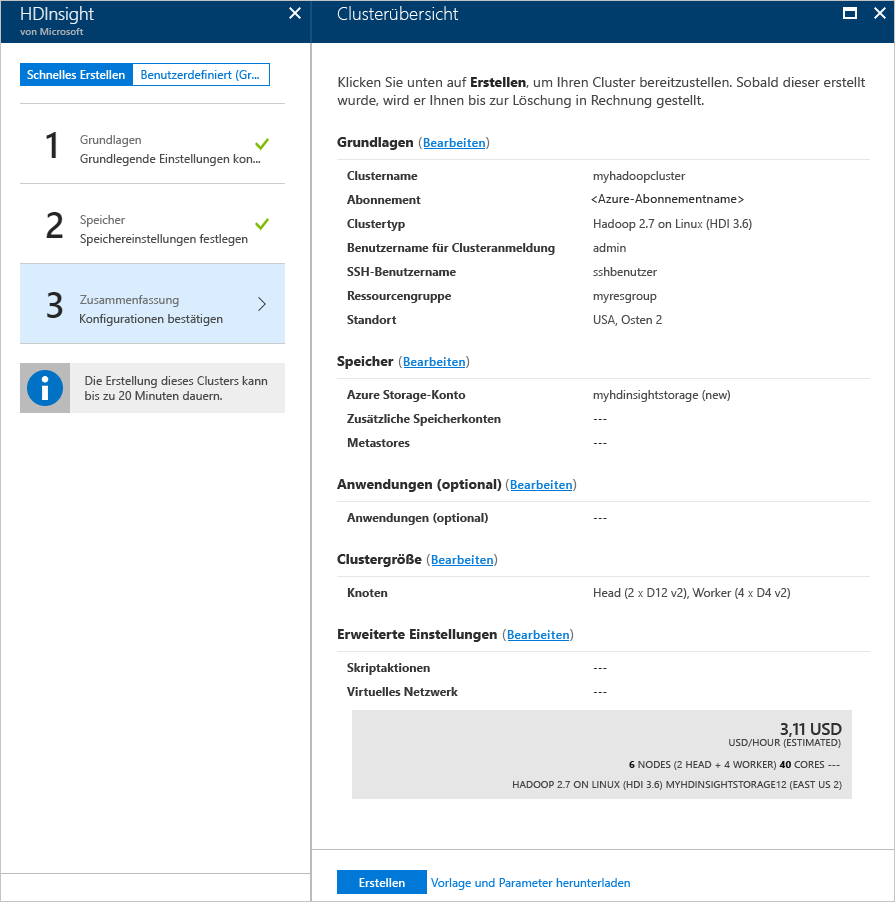 HDInsight
von Microsoft
Schnelles Erstellen
Benutzerdefiniert (Gr...
1
Grundlagen
Grundlegende Einstellungen kon...
2
Speicher
Speichereinstellungen festlegen
3
Zusammenfassung
Konfigurationen bestätigen
Die Erstellung dieses Clusters kann
bis zu 20 Minuten dauern.
Clusterübersicht
Klicken Sie unten auf Erstellen, um Ihren Cluster bereitzustellen. Sobald dieser erstellt
wurde, wird er Ihnen bis zur Löschung in Rechnung gestellt.
Grundlagen (Bearbeiten)
Clustername myhadoopcluster
Abonnement <Azure-Abonnementname>
Clustertyp Hadoop 2.7 on Linux (HDI 3.6)
Benutzername für Clusteranmeldung admin
SSH-Benutzername sshbenutzer
Ressourcengruppe myresgroup
Standort USA, Osten 2
Speicher (Bearbeiten)
Azure Storage-Konto myhdinsightstorage (new)
Zusätzliche Speicherkonten ---
Metastores ---
Anwendungen (optional) (Bearbeiten)
Anwendungen (optional) ---
Clustergröße (Bearbeiten)
Knoten Head (2 x D12 v2), Worker (4 x D4 v2)
Erweiterte Einstellungen (Bearbeiten)
Skriptaktionen ---
Virtuelles Netzwerk ---
3,11 USD
USD/HOUR (ESTIMATED)
6 NODES (2 HEAD + 4 WORKER) 40 CORES ---
HADOOP 2.7 ON LINUX (HDI 3.6) MYHDINSIGHTSTORAGE12 (EAST US 2)
Erstellen Vorlage und Parameter herunterladen